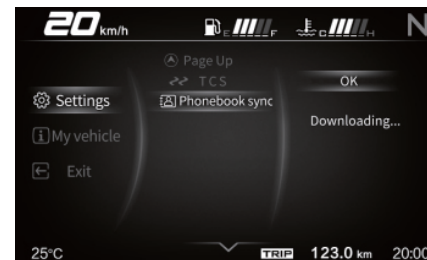 20 km/h E F C H N
Page Up
TCS
OK
Settings
Phonebook sync
Downloading...
My vehicle
Exit
25°C TRIP 123.0 km 20:00